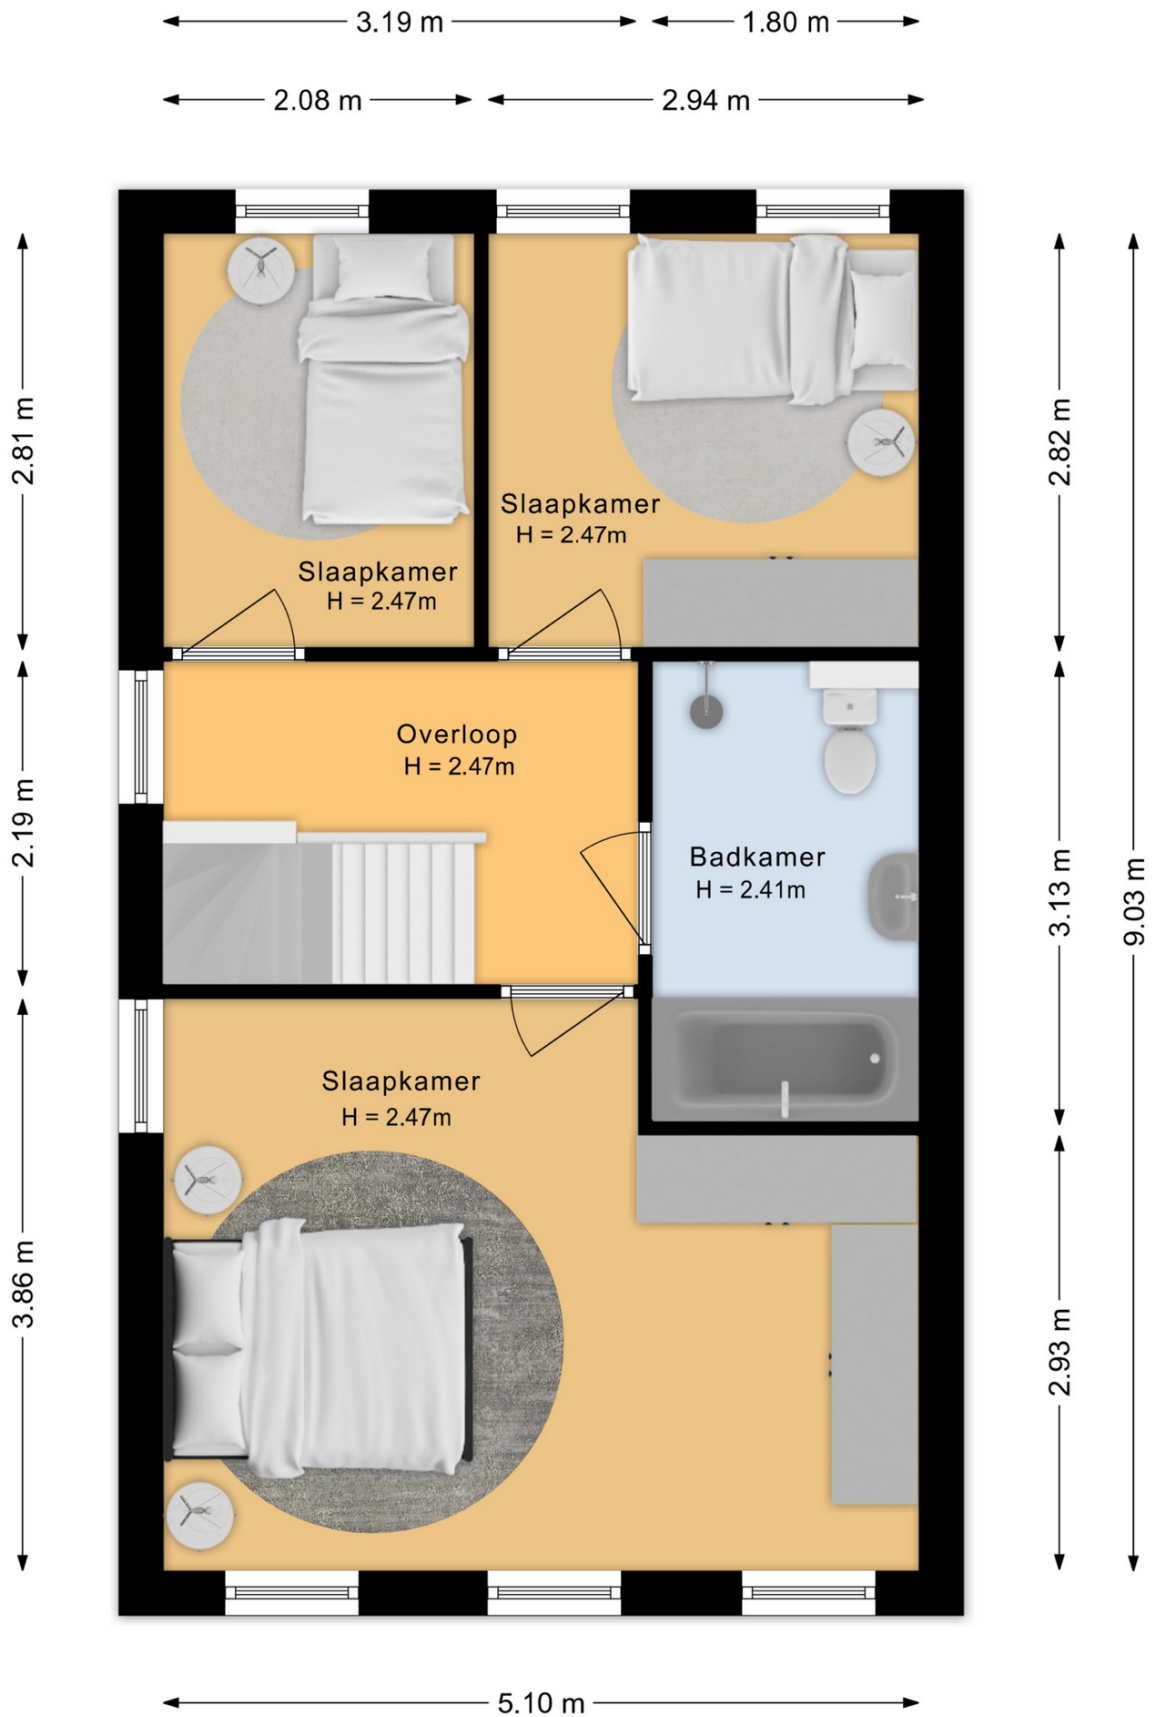 3.19 m
1.80 m
2.08 m
2.94 m
2.81 m
2.82 m
Slaapkamer
H = 2.47m
Slaapkamer
H = 2.47m
Overloop
H = 2.47m
2.19 m
Badkamer
H = 2.41m
3.13 m
9.03 m
Slaapkamer
H = 2.47m
3.86 m
2.93 m
5.10 m